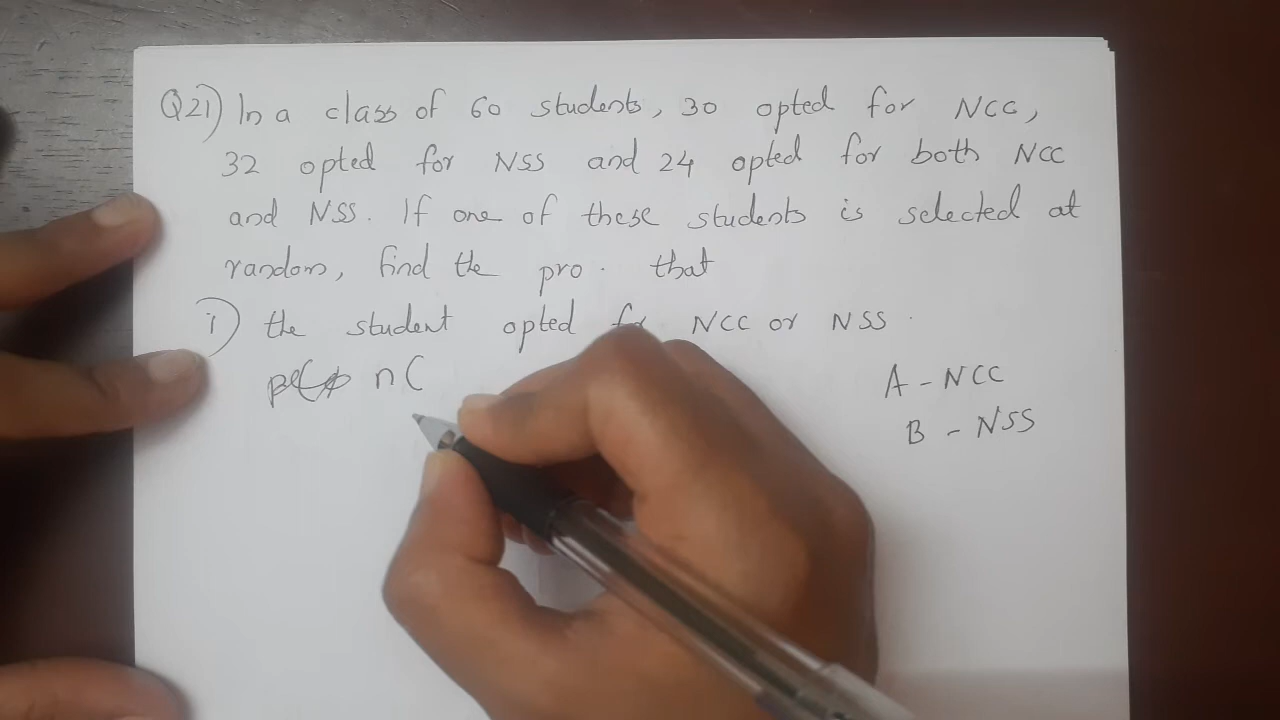 Q21) In a class of 60 students, 30 opted for NCC,
32 opted for NSS and 24 opted for both NCC
and NSS. If one of these students is selected at
random, find the pro. that
i) the student opted for NCC or NSS.
n(
A - NCC
B - NSS